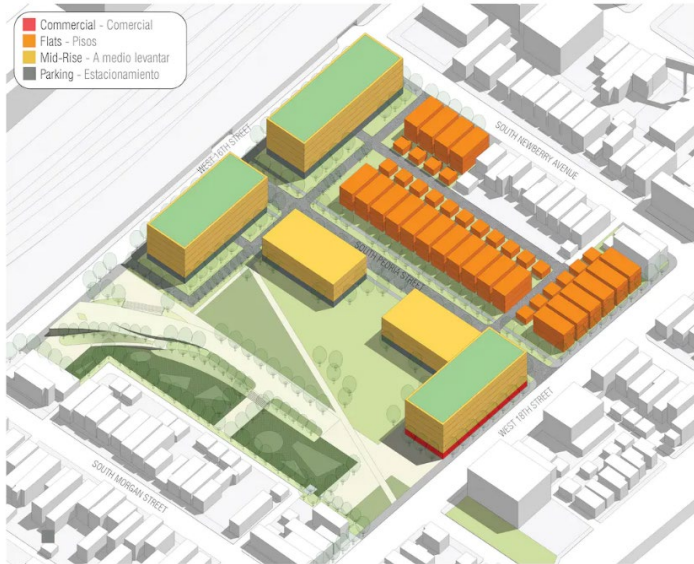 Commercial - Comercial
Flats - Pisos
Mid-Rise - A medio levantar
Parking - Estacionamiento
WEST 16TH STREET
SOUTH NEWBERRY AVENUE
SOUTH PEORIA STREET
WEST 18TH STREET
SOUTH MORGAN STREET